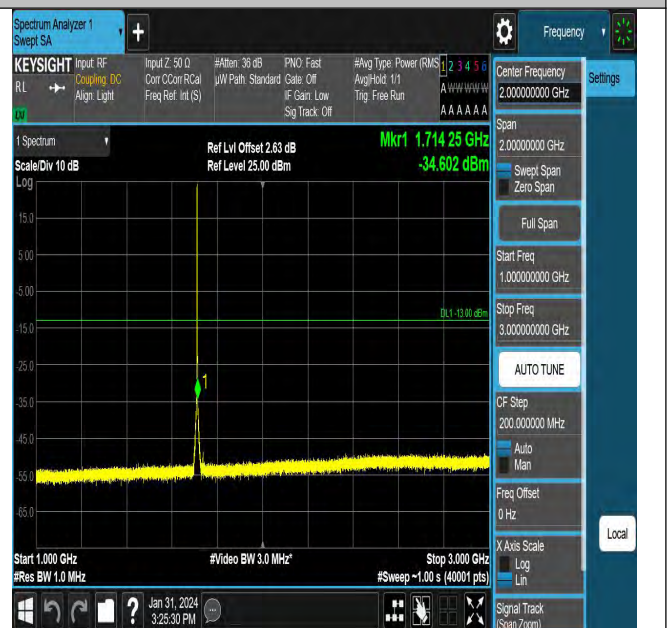 Spectrum Analyzer 1
Swept SA
+
Frequency
KEYSIGHT
RL
Input: RF
Coupling: DC
Align: Light
Input Z: 50 Ω
Corr CCorr RCal
Freq Ref: Int (S)
#Atten: 36 dB
µW Path: Standard
PNO: Fast
Gate: Off
IF Gain: Low
Sig Track: Off
#Avg Type: Power (RMS
Avg|Hold: 1/1
Trig: Free Run
1 2 3 4 5 6
A W W W W W
A A A A A A
1 Spectrum
Scale/Div 10 dB
Log
Ref Lvl Offset 2.63 dB
Ref Level 25.00 dBm
Mkr1 1.714 25 GHz
-34.602 dBm
15.0
5.00
-5.00
-15.0
-25.0
-35.0
-45.0
-55.0
-65.0
DL1 -13.00 dBm
1
Start 1.000 GHz
#Res BW 1.0 MHz
#Video BW 3.0 MHz*
Stop 3.000 GHz
#Sweep ~1.00 s (40001 pts)
Center Frequency
2.000000000 GHz
Settings
Span
2.00000000 GHz
Swept Span
Zero Span
Full Span
Start Freq
1.000000000 GHz
Stop Freq
3.000000000 GHz
AUTO TUNE
CF Step
200.000000 MHz
Auto
Man
Freq Offset
0 Hz
X Axis Scale
Log
Lin
Local
Signal Track
(Span Zoom)
?
Jan 31, 2024
3:25:30 PM